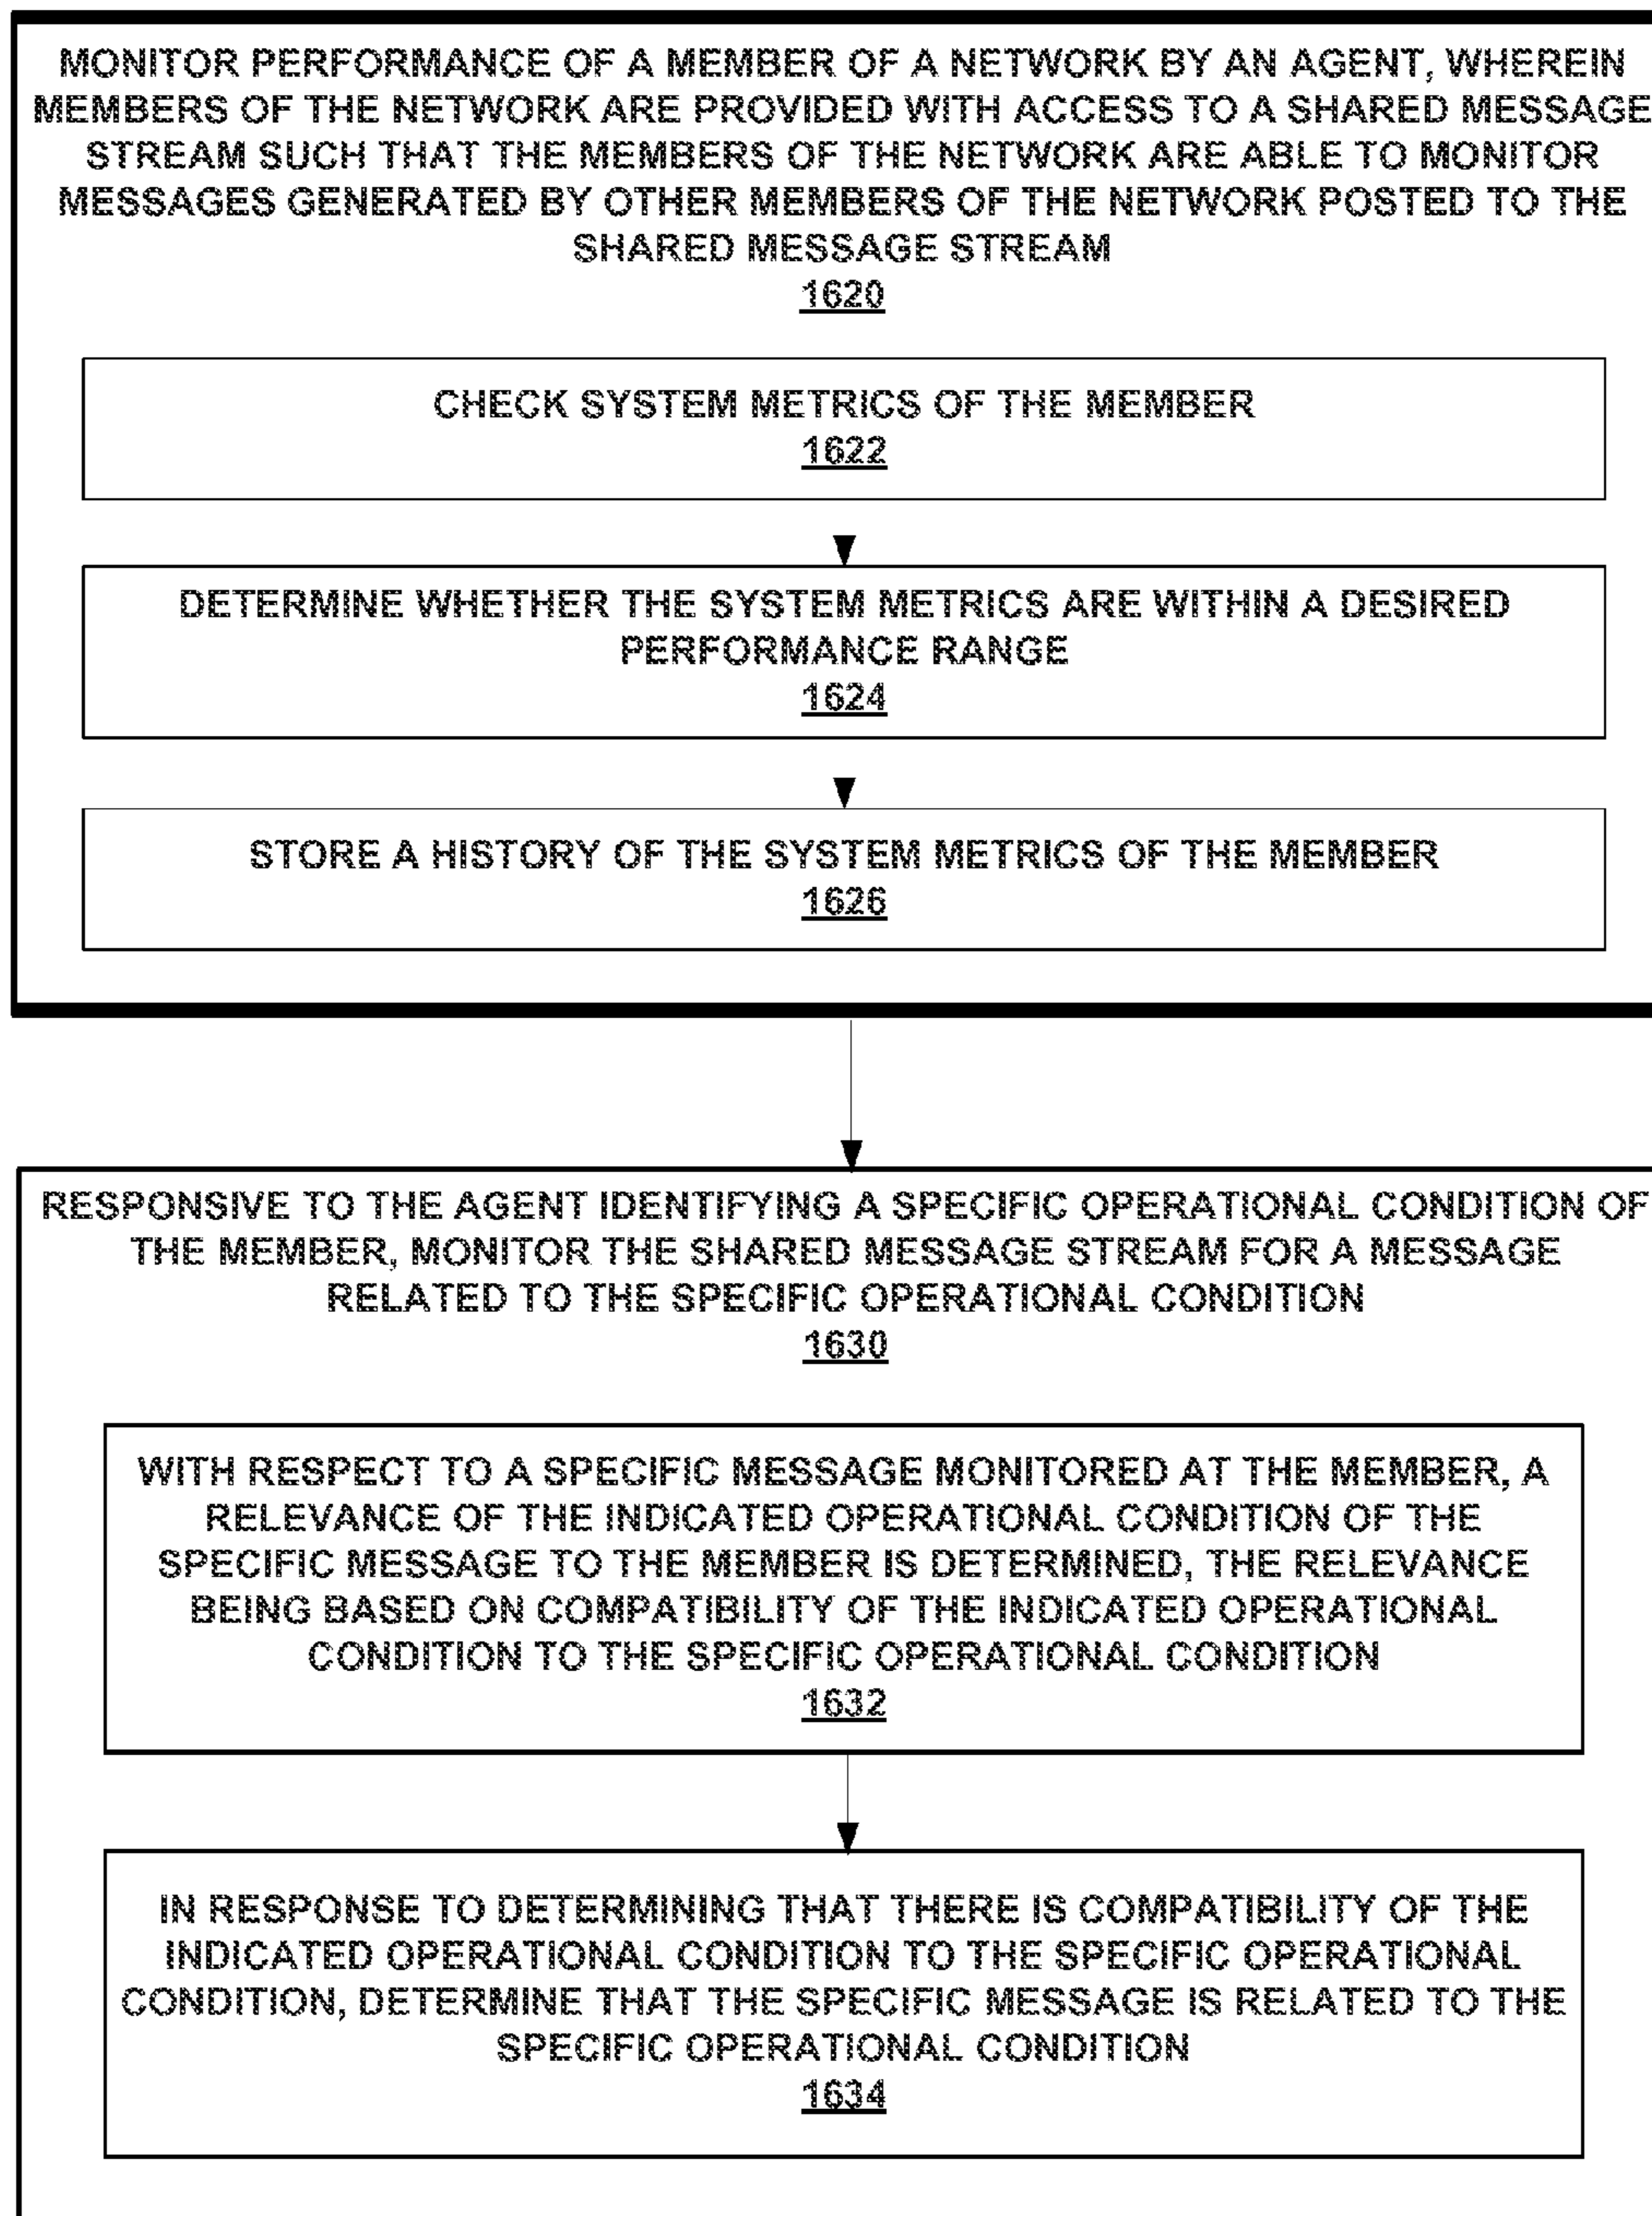 MONITOR PERFORMANCE OF A MEMBER OF A NETWORK BY AN AGENT, WHEREIN
MEMBERS OF THE NETWORK ARE PROVIDED WITH ACCESS TO A SHARED MESSAGE
STREAM SUCH THAT THE MEMBERS OF THE NETWORK ARE ABLE TO MONITOR
MESSAGES GENERATED BY OTHER MEMBERS OF THE NETWORK POSTED TO THE
SHARED MESSAGE STREAM
1620
CHECK SYSTEM METRICS OF THE MEMBER
1622
DETERMINE WHETHER THE SYSTEM METRICS ARE WITHIN A DESIRED
PERFORMANCE RANGE
1624
STORE A HISTORY OF THE SYSTEM METRICS OF THE MEMBER
1626
RESPONSIVE TO THE AGENT IDENTIFYING A SPECIFIC OPERATIONAL CONDITION OF
THE MEMBER, MONITOR THE SHARED MESSAGE STREAM FOR A MESSAGE
RELATED TO THE SPECIFIC OPERATIONAL CONDITION
1630
WITH RESPECT TO A SPECIFIC MESSAGE MONITORED AT THE MEMBER, A
RELEVANCE OF THE INDICATED OPERATIONAL CONDITION OF THE
SPECIFIC MESSAGE TO THE MEMBER IS DETERMINED, THE RELEVANCE
BEING BASED ON COMPATIBILITY OF THE INDICATED OPERATIONAL
CONDITION TO THE SPECIFIC OPERATIONAL CONDITION
1632
IN RESPONSE TO DETERMINING THAT THERE IS COMPATIBILITY OF THE
INDICATED OPERATIONAL CONDITION TO THE SPECIFIC OPERATIONAL
CONDITION, DETERMINE THAT THE SPECIFIC MESSAGE IS RELATED TO THE
SPECIFIC OPERATIONAL CONDITION
1634